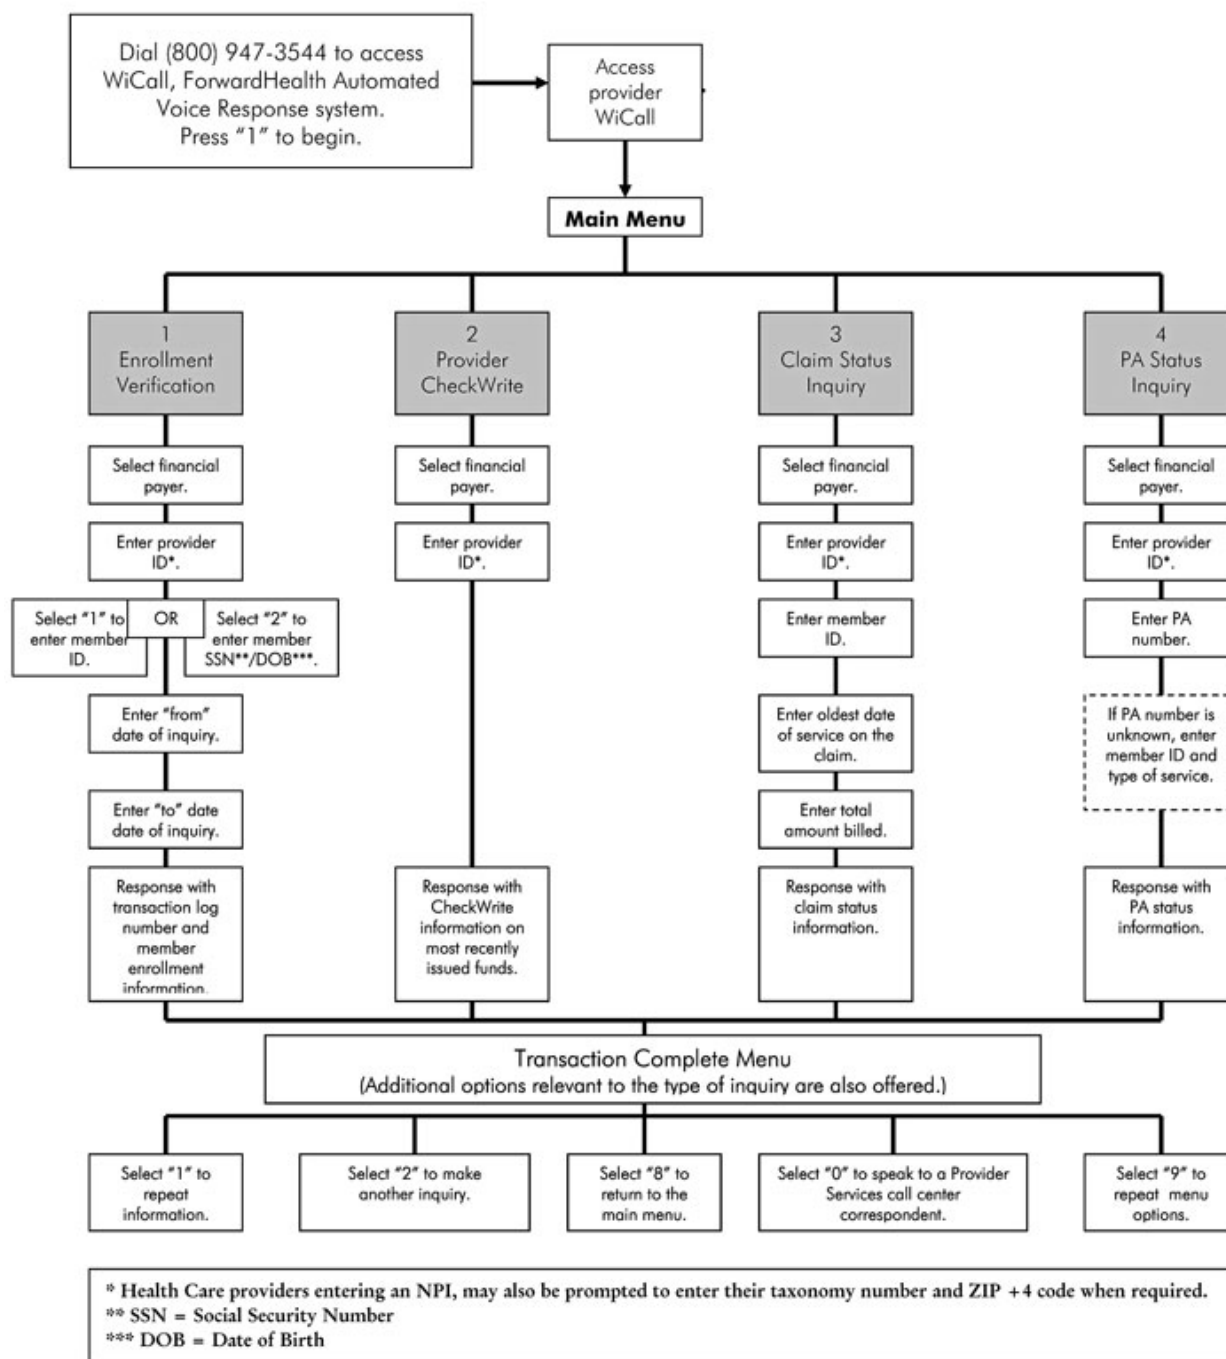 Dial (800) 947-3544 to access
WiCall, ForwardHealth Automated
Voice Response system.
Press “1” to begin.
Access
provider
WiCall
Main Menu
1
Enrollment
Verification
2
Provider
CheckWrite
3
Claim Status
Inquiry
4
PA Status
Inquiry
Select financial
payer.
Select financial
payer.
Select financial
payer.
Select financial
payer.
Enter provider
ID*.
Enter provider
ID*.
Enter provider
ID*.
Enter provider
ID*.
Select “1” to
enter member
ID.
OR
Select “2” to
enter member
SSN**/DOB***.
Enter member
ID.
Enter PA
number.
Enter “from”
date of inquiry.
Enter oldest date
of service on the
claim.
If PA number is
unknown, enter
member ID and
type of service.
Enter “to” date
date of inquiry.
Enter total
amount billed.
Response with
transaction log
number and
member
enrollment
information.
Response with
CheckWrite
information on
most recently
issued funds.
Response with
claim status
information.
Response with
PA status
information.
Transaction Complete Menu
(Additional options relevant to the type of inquiry are also offered.)
Select “1” to
repeat
information.
Select “2” to make
another inquiry.
Select “8” to
return to the
main menu.
Select “0” to speak to a Provider
Services call center
correspondent.
Select “9” to
repeat menu
options.
* Health Care providers entering an NPI, may also be prompted to enter their taxonomy number and ZIP +4 code when required.
** SSN = Social Security Number
*** DOB = Date of Birth